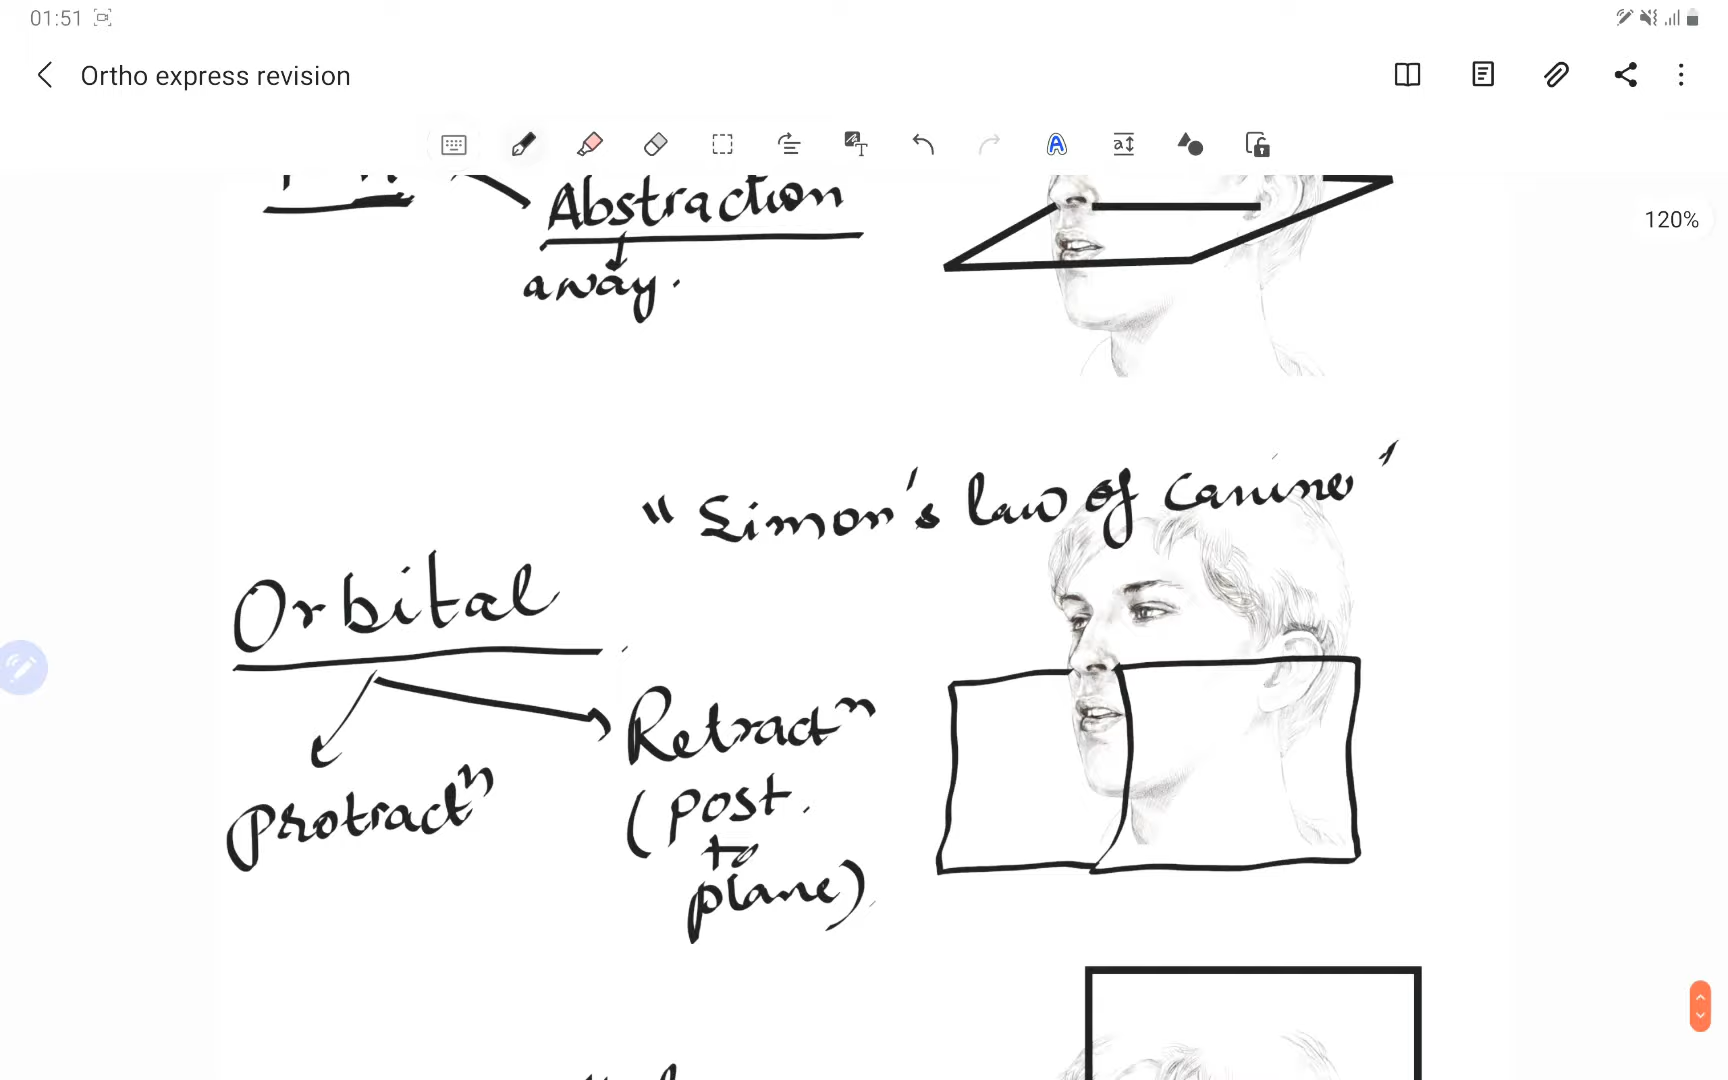 01:51
Ortho express revision
120%
Abstraction
away.
"Simon's law of canine"
Orbital
Retractⁿ
Protractⁿ
(post.
to
plane)